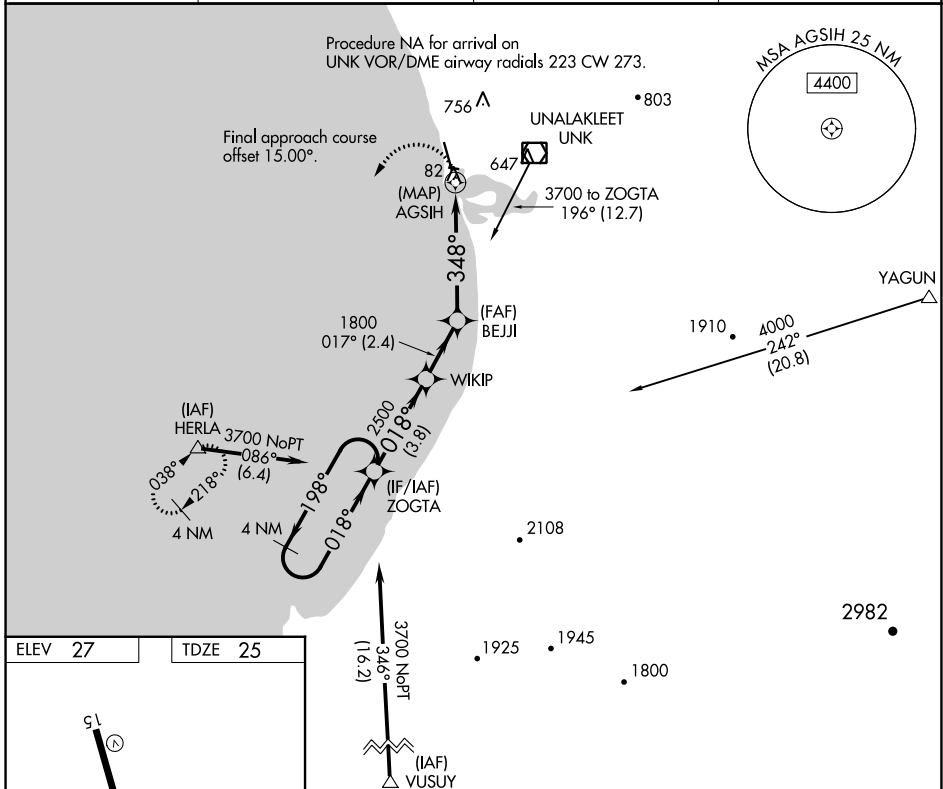 Procedure NA for arrival on
UNK VOR/DME airway radials 223 CW 273.
MSA AGSIH 25 NM
4400
756
803
UNALAKLEET
UNK
Final approach course
offset 15.00°.
82
647
(MAP)
AGSIH
3700 to ZOGTA
196° (12.7)
348°
YAGUN
(FAF)
BEJJI
1800
017° (2.4)
1910
4000
242°
(20.8)
WIKIP
(IAF)
HERLA
3700 NoPT
086°
(6.4)
2500
018°
(3.8)
038°
218°
4 NM
198°
018°
4 NM
(IF/IAF)
ZOGTA
2108
2982
3700 NoPT
346°
(16.2)
1925
1945
1800
ELEV 27
TDZE 25
15
V
(IAF)
VUSUY